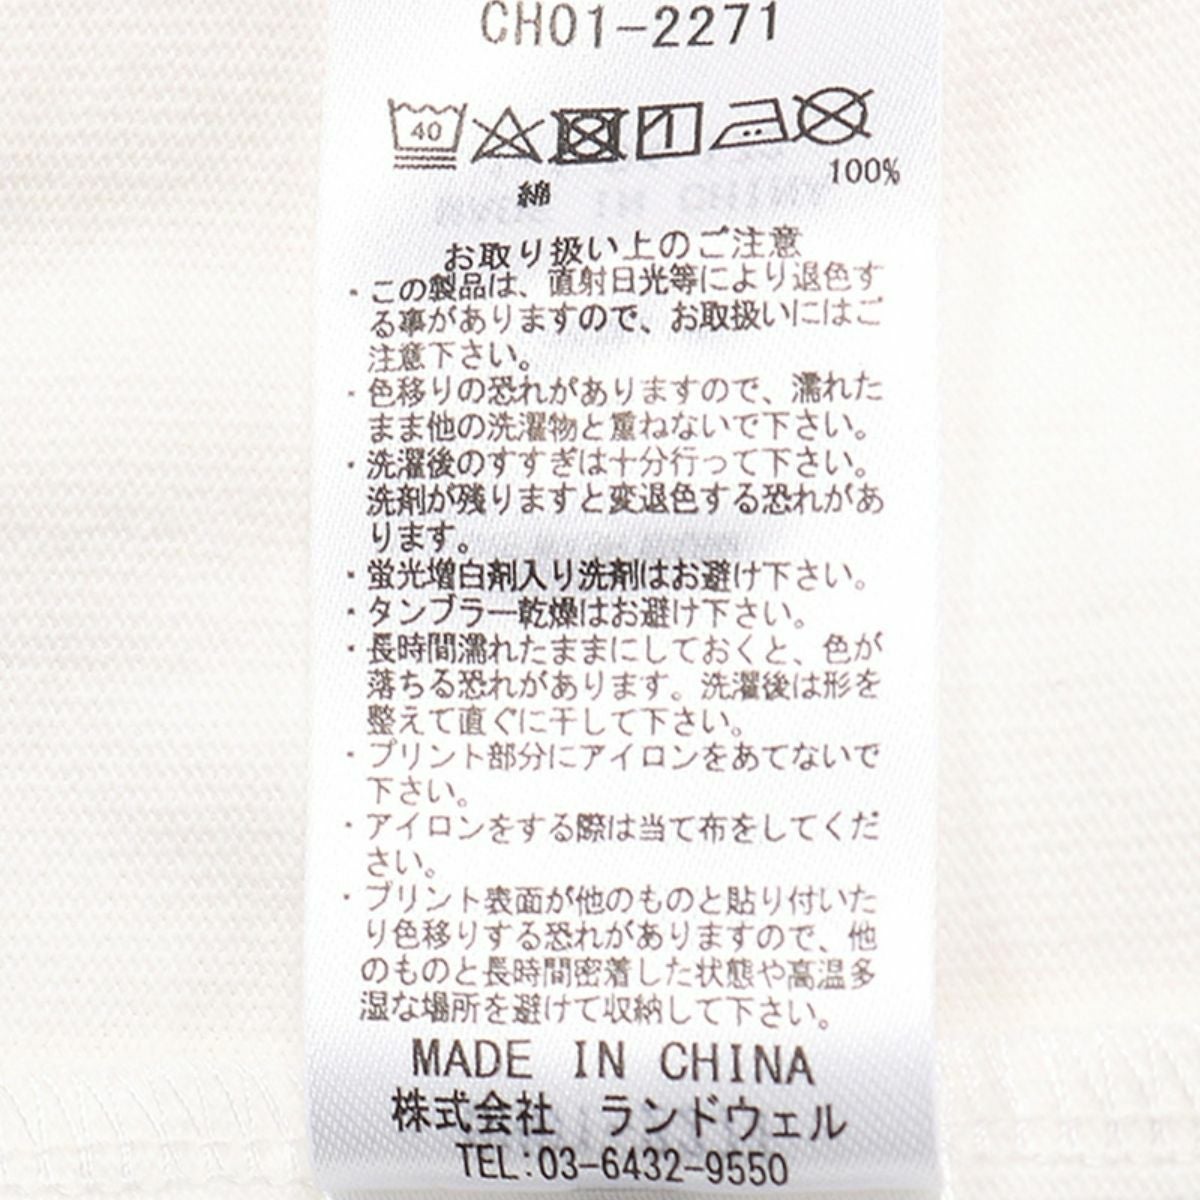 CH01-2271
40
綿 100%
お取り扱い上のご注意
・この製品は、直射日光等により退色す
る事がありますので、お取扱いにはご
注意下さい。
・色移りの恐れがありますので、濡れた
まま他の洗濯物と重ねないで下さい。
・洗濯後のすすぎは十分行って下さい。
洗剤が残りますと変退色する恐れがあ
ります。
・蛍光増白剤入り洗剤はお避け下さい。
・タンブラー乾燥はお避け下さい。
・長時間濡れたままにしておくと、色が
落ちる恐れがあります。洗濯後は形を
整えて直ぐに干して下さい。
・プリント部分にアイロンをあてないで
下さい。
・アイロンをする際は当て布をしてくだ
さい。
・プリント表面が他のものと貼り付いた
り色移りする恐れがありますので、他
のものと長時間密着した状態や高温多
湿な場所を避けて収納して下さい。
MADE IN CHINA
株式会社 ランドウェル
TEL:03-6432-9550